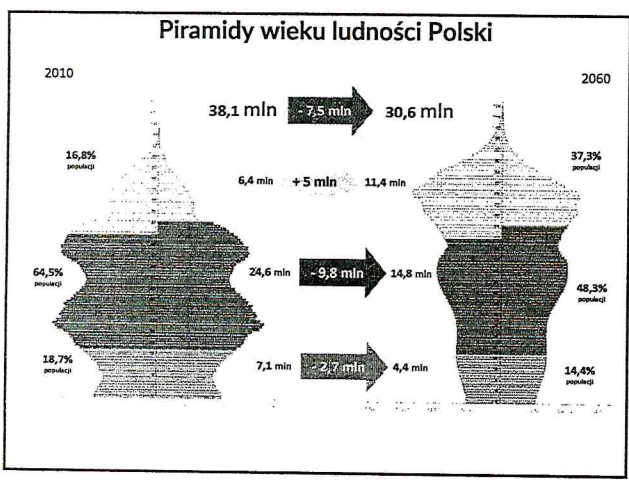 Piramidy wieku ludności Polski
2010
2060
38,1 mln
- 7,5 mln
30,6 mln
16,8%
populacji
37,3%
populacji
6,4 mln
+ 5 mln
11,4 mln
64,5%
populacji
24,6 mln
- 9,8 mln
14,8 mln
48,3%
populacji
18,7%
populacji
7,1 mln
- 2,7 mln
4,4 mln
14,4%
populacji